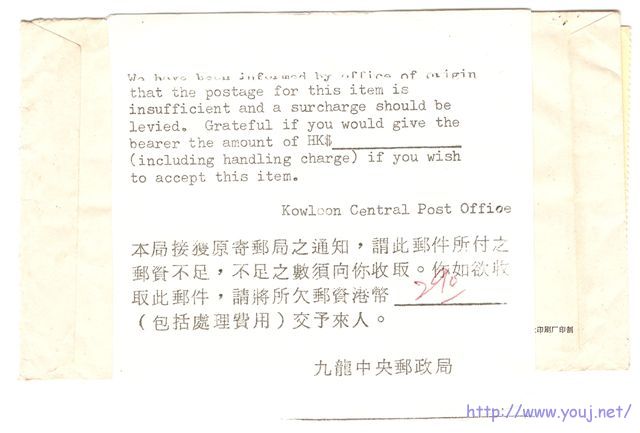 We have been informed by office of origin
that the postage for this item is
insufficient and a surcharge should be
levied. Grateful if you would give the
bearer the amount of HK$
(including handling charge) if you wish
to accept this item.
Kowloon Central Post Office
本局接獲原寄郵局之通知，謂此郵件所付之
郵資不足，不足之數須向你收取。你如欲收
取此郵件，請將所欠郵資港幣
（包括處理費用）交予來人。
九龍中央郵政局
印刷厂印制
http://www.youj.net/